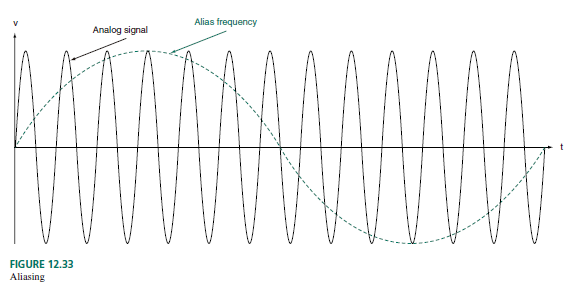 v
Analog signal
Alias frequency
t
FIGURE 12.33
Aliasing